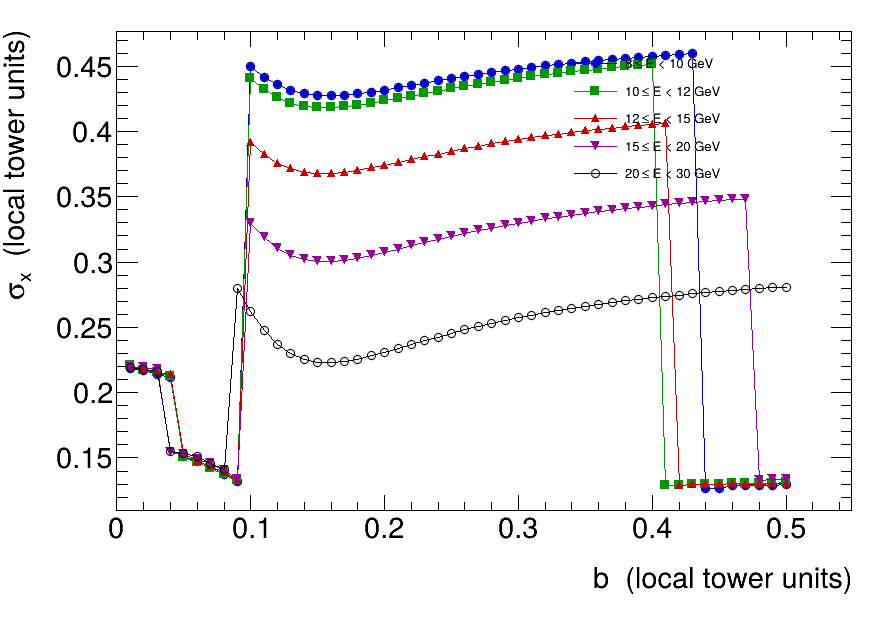 σx (local tower units)
0.45
0.4
0.35
0.3
0.25
0.2
0.15
8 ≤ E < 10 GeV
10 ≤ E < 12 GeV
12 ≤ E < 15 GeV
15 ≤ E < 20 GeV
20 ≤ E < 30 GeV
0 0.1 0.2 0.3 0.4 0.5
b (local tower units)